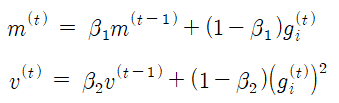 m^{(t)} = β_1 m^{(t-1)} + (1 - β_1) g_i^{(t)}
v^{(t)} = β_2 v^{(t-1)} + (1 - β_2) (g_i^{(t)})^2